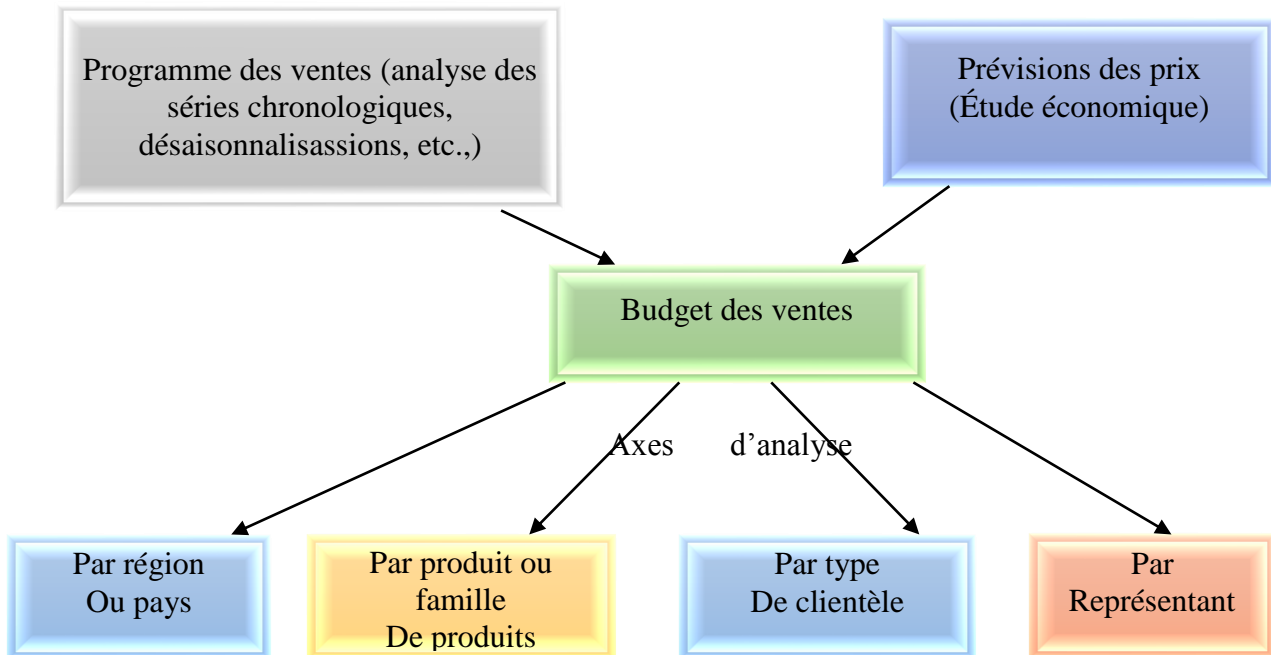 Programme des ventes (analyse des
séries chronologiques,
désaisonnalisassions, etc.,)
Prévisions des prix
(Étude économique)
Budget des ventes
Axes d’analyse
Par région
Ou pays
Par produit ou
famille
De produits
Par type
De clientèle
Par
Représentant